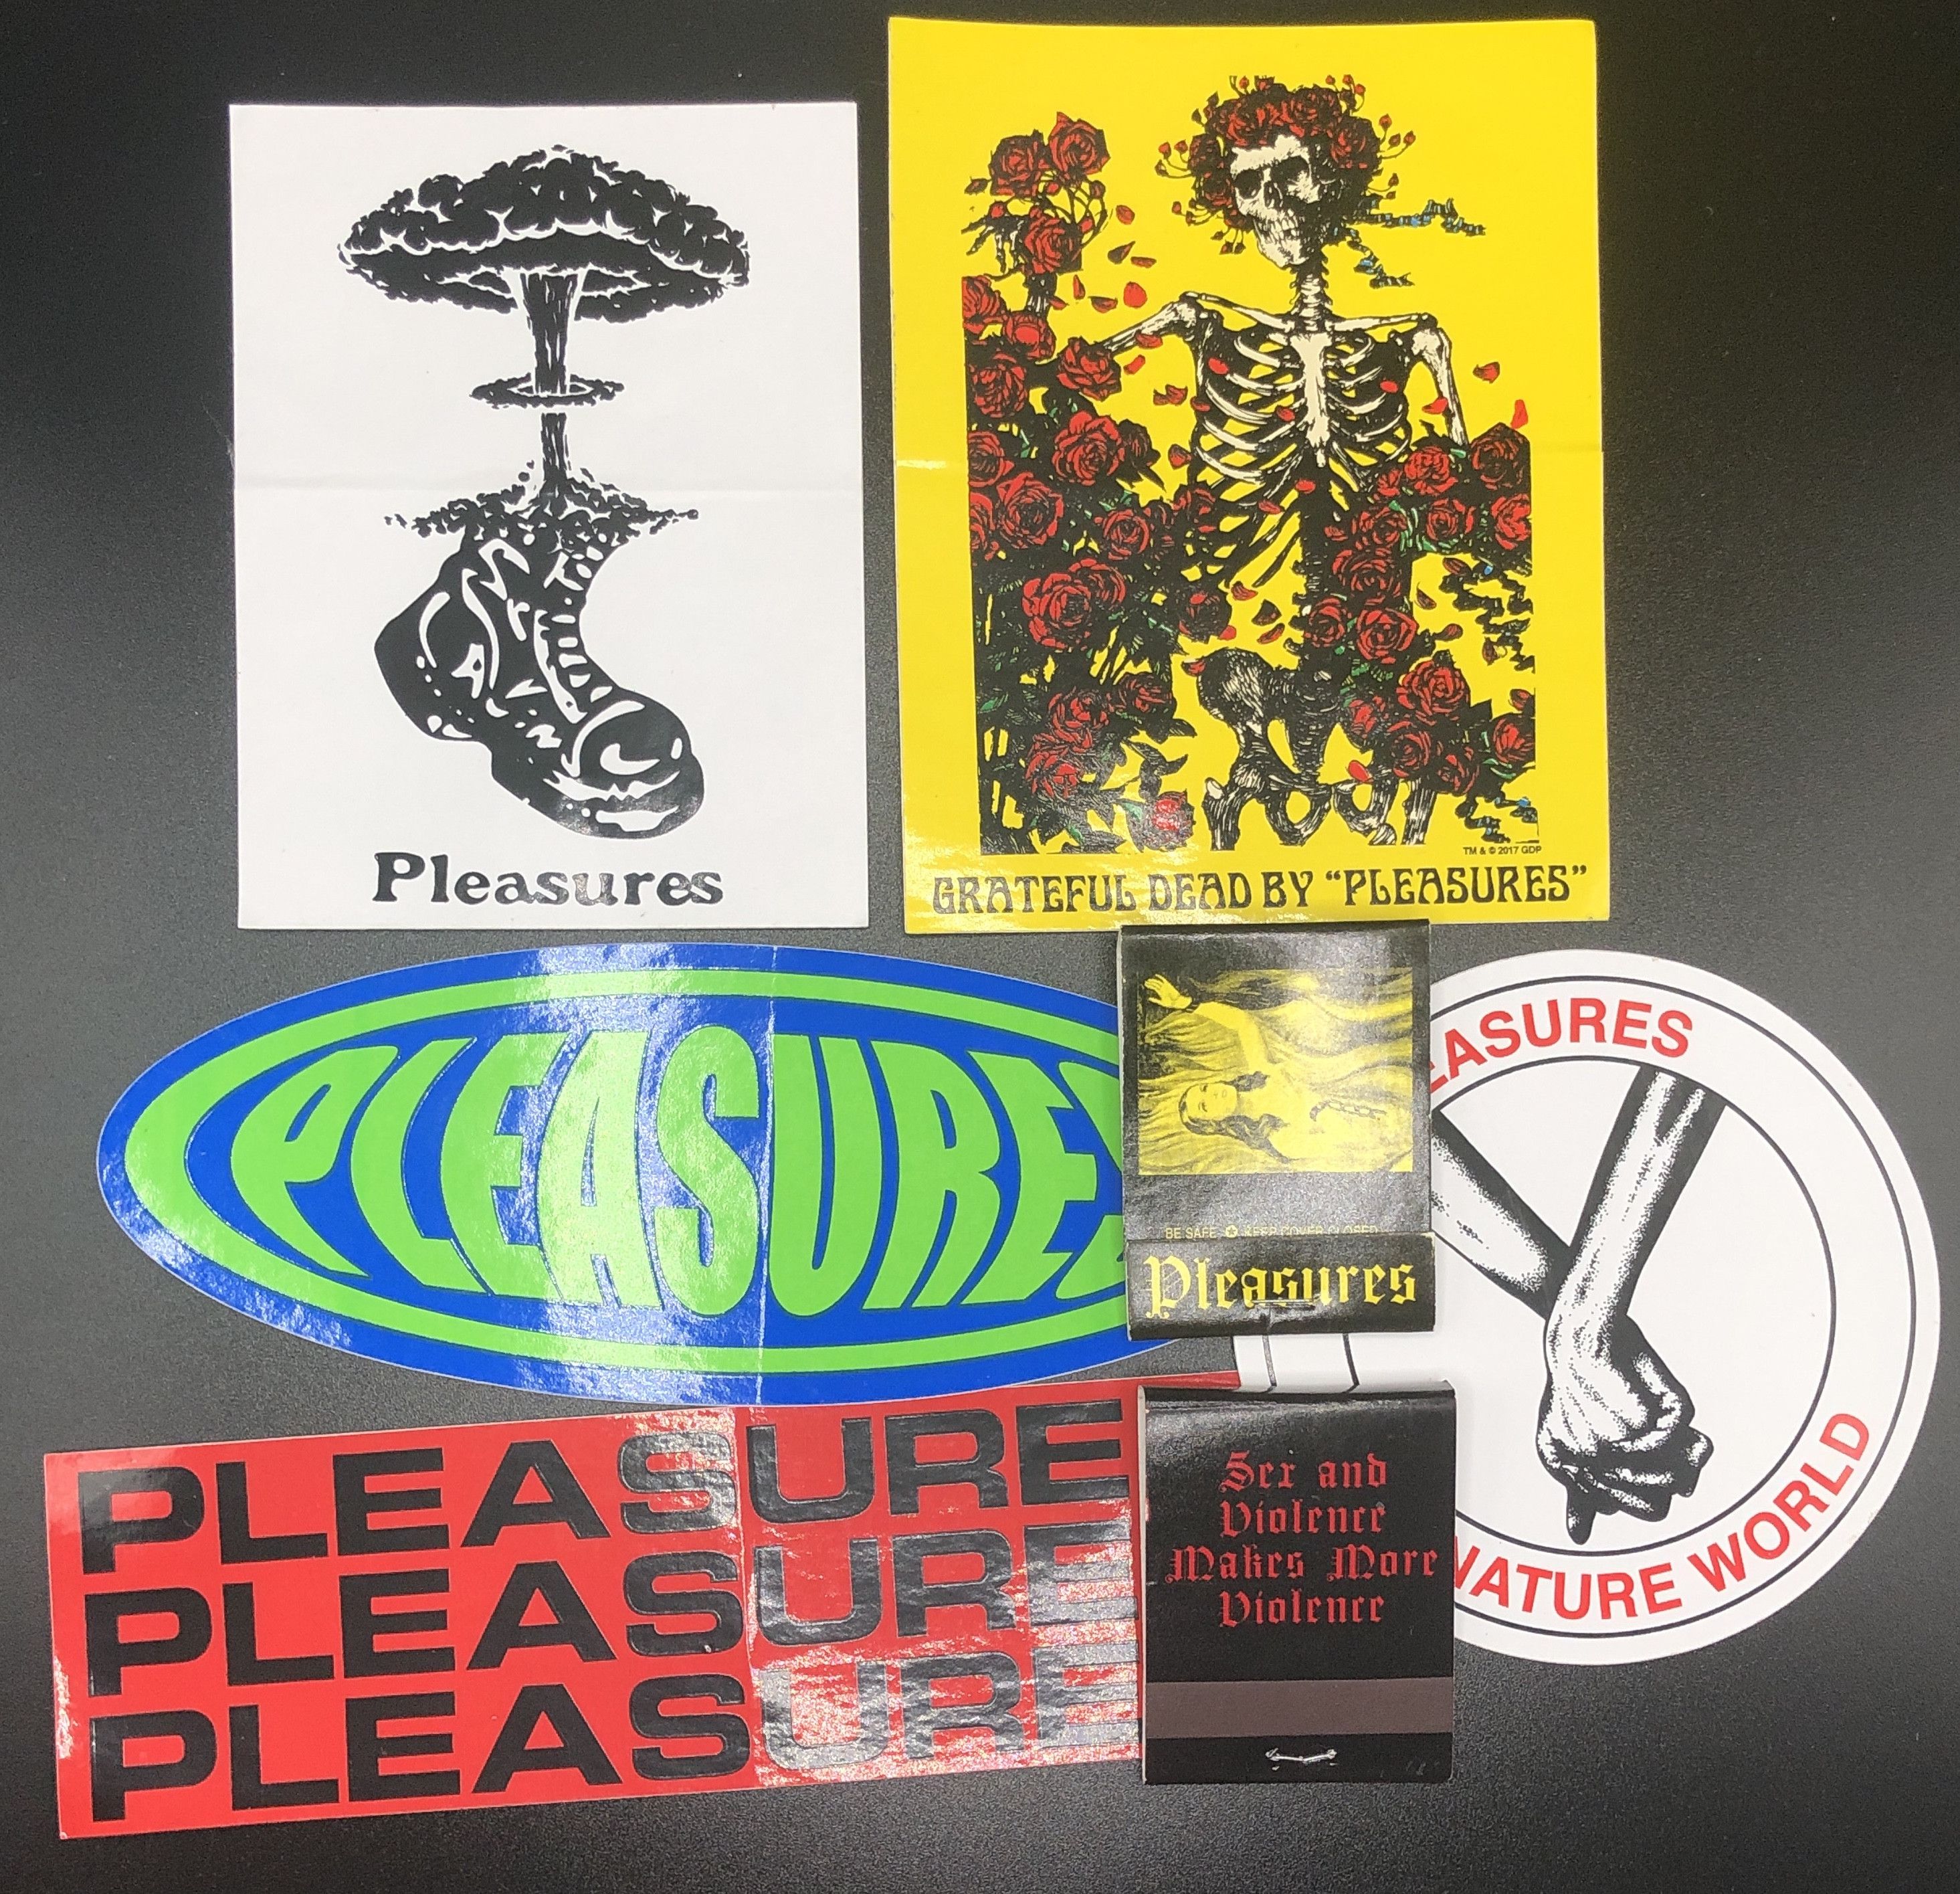 Pleasures
TM & © 2017 GDP
GRATEFUL DEAD BY "PLEASURES"
PLEASURES
BE SAFE ✪ KEEP COVER CLOSED
Pleasures
EASURES
NATURE WORLD
PLEASURE
PLEASURE
PLEASURE
Sex and
Violence
Makes More
Violence